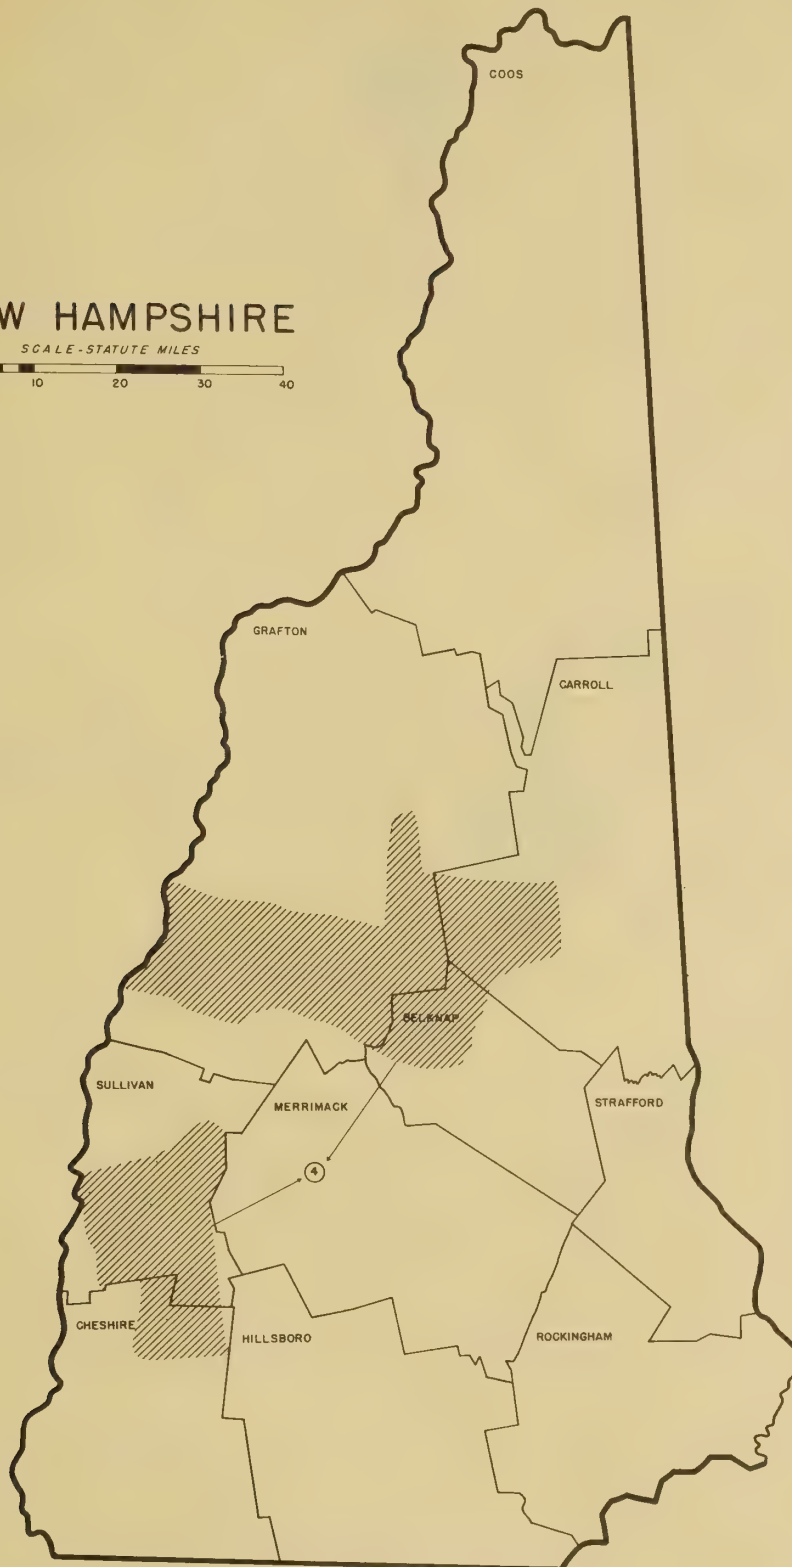 COOS
W HAMPSHIRE
SCALE-STATUTE MILES
10 20 30 40
GRAFTON
CARROLL
BELKNAP
SULLIVAN
MERRIMACK
STRAFFORD
4
CHESHIRE
HILLSBORO
ROCKINGHAM